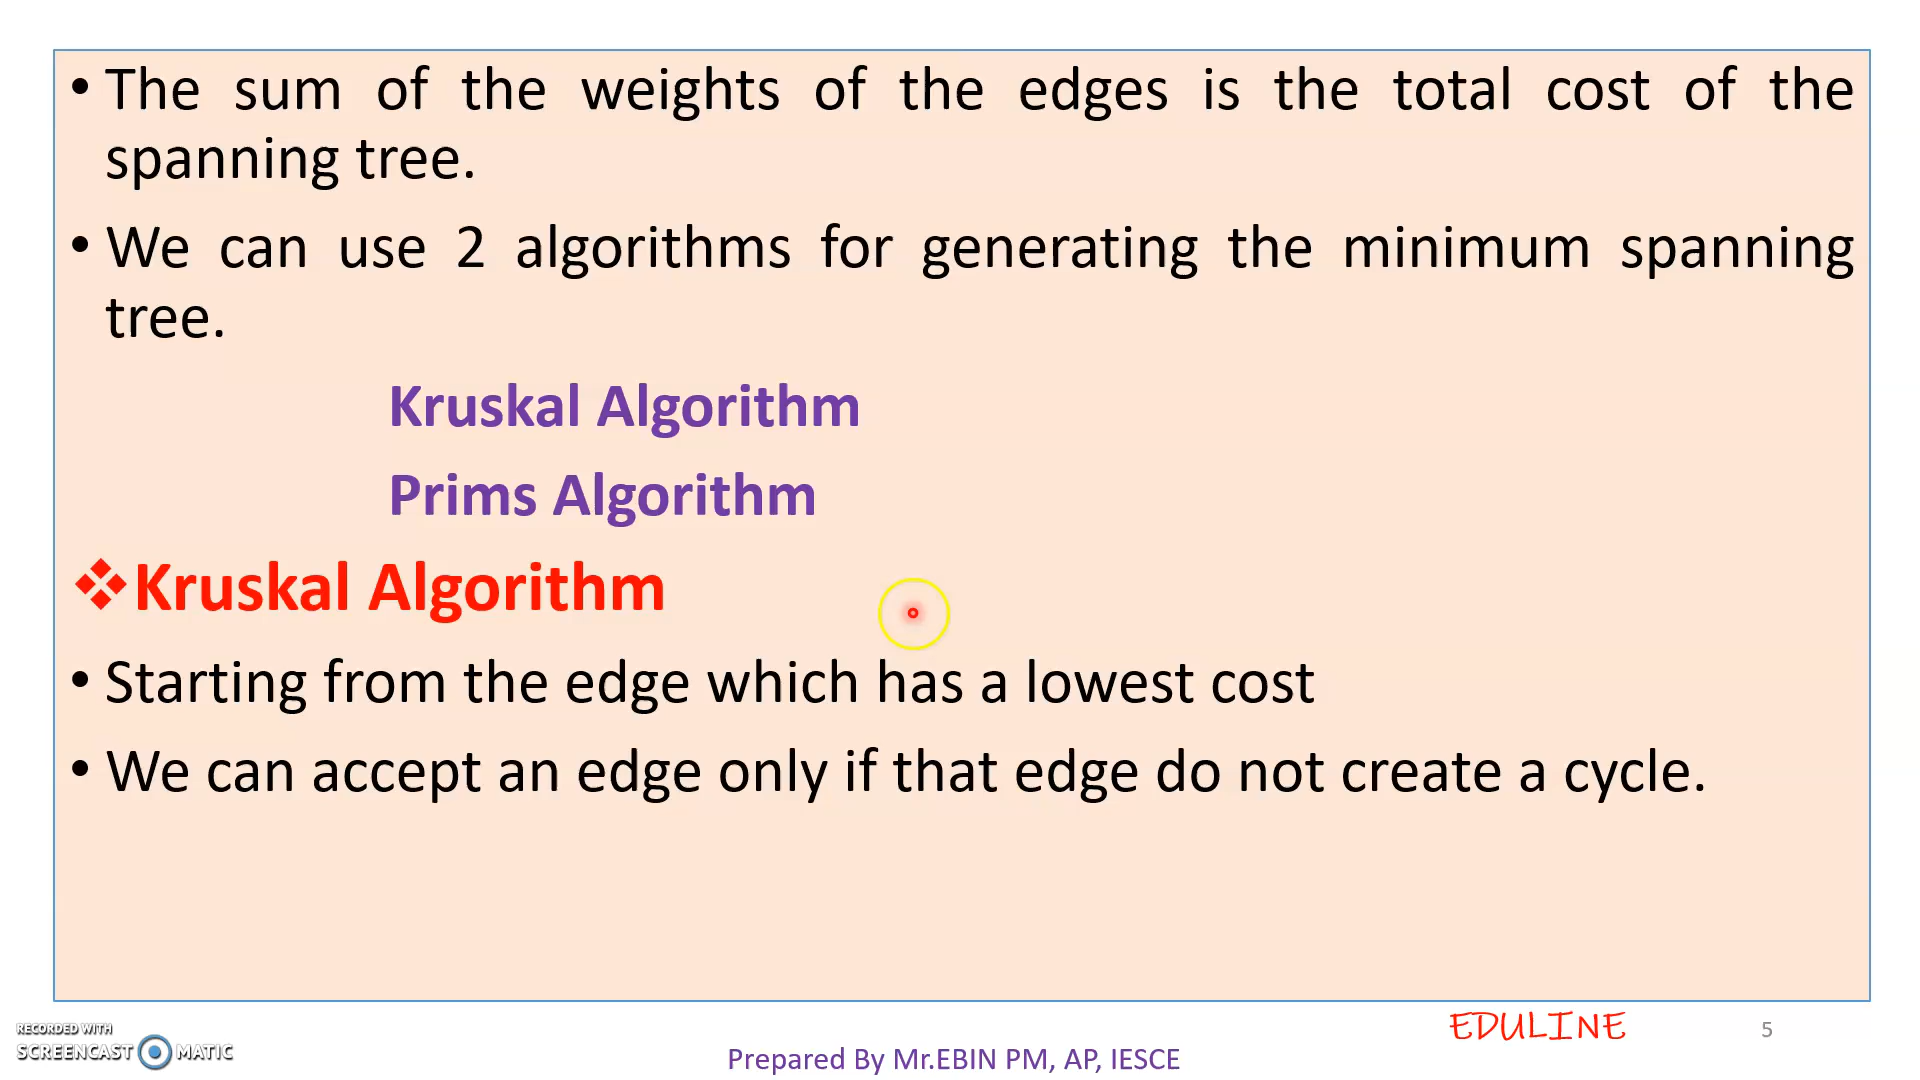 • The sum of the weights of the edges is the total cost of the
spanning tree.
• We can use 2 algorithms for generating the minimum spanning
tree.
Kruskal Algorithm
Prims Algorithm
❖Kruskal Algorithm
• Starting from the edge which has a lowest cost
• We can accept an edge only if that edge do not create a cycle.
EDULINE
5
RECORDED WITH
SCREENCAST MATIC
Prepared By Mr.EBIN PM, AP, IESCE